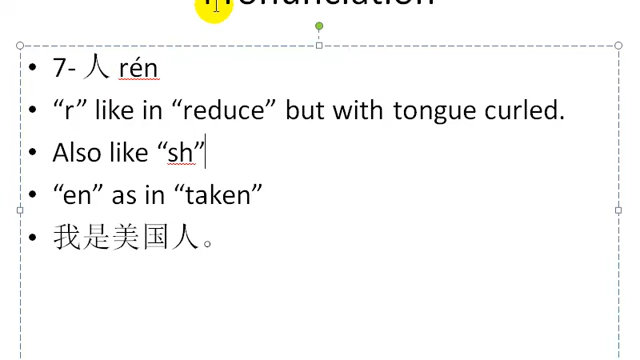 Pronunciation
• 7- 人 rén
• “r” like in “reduce” but with tongue curled.
• Also like “sh”
• “en” as in “taken”
• 我是美国人。